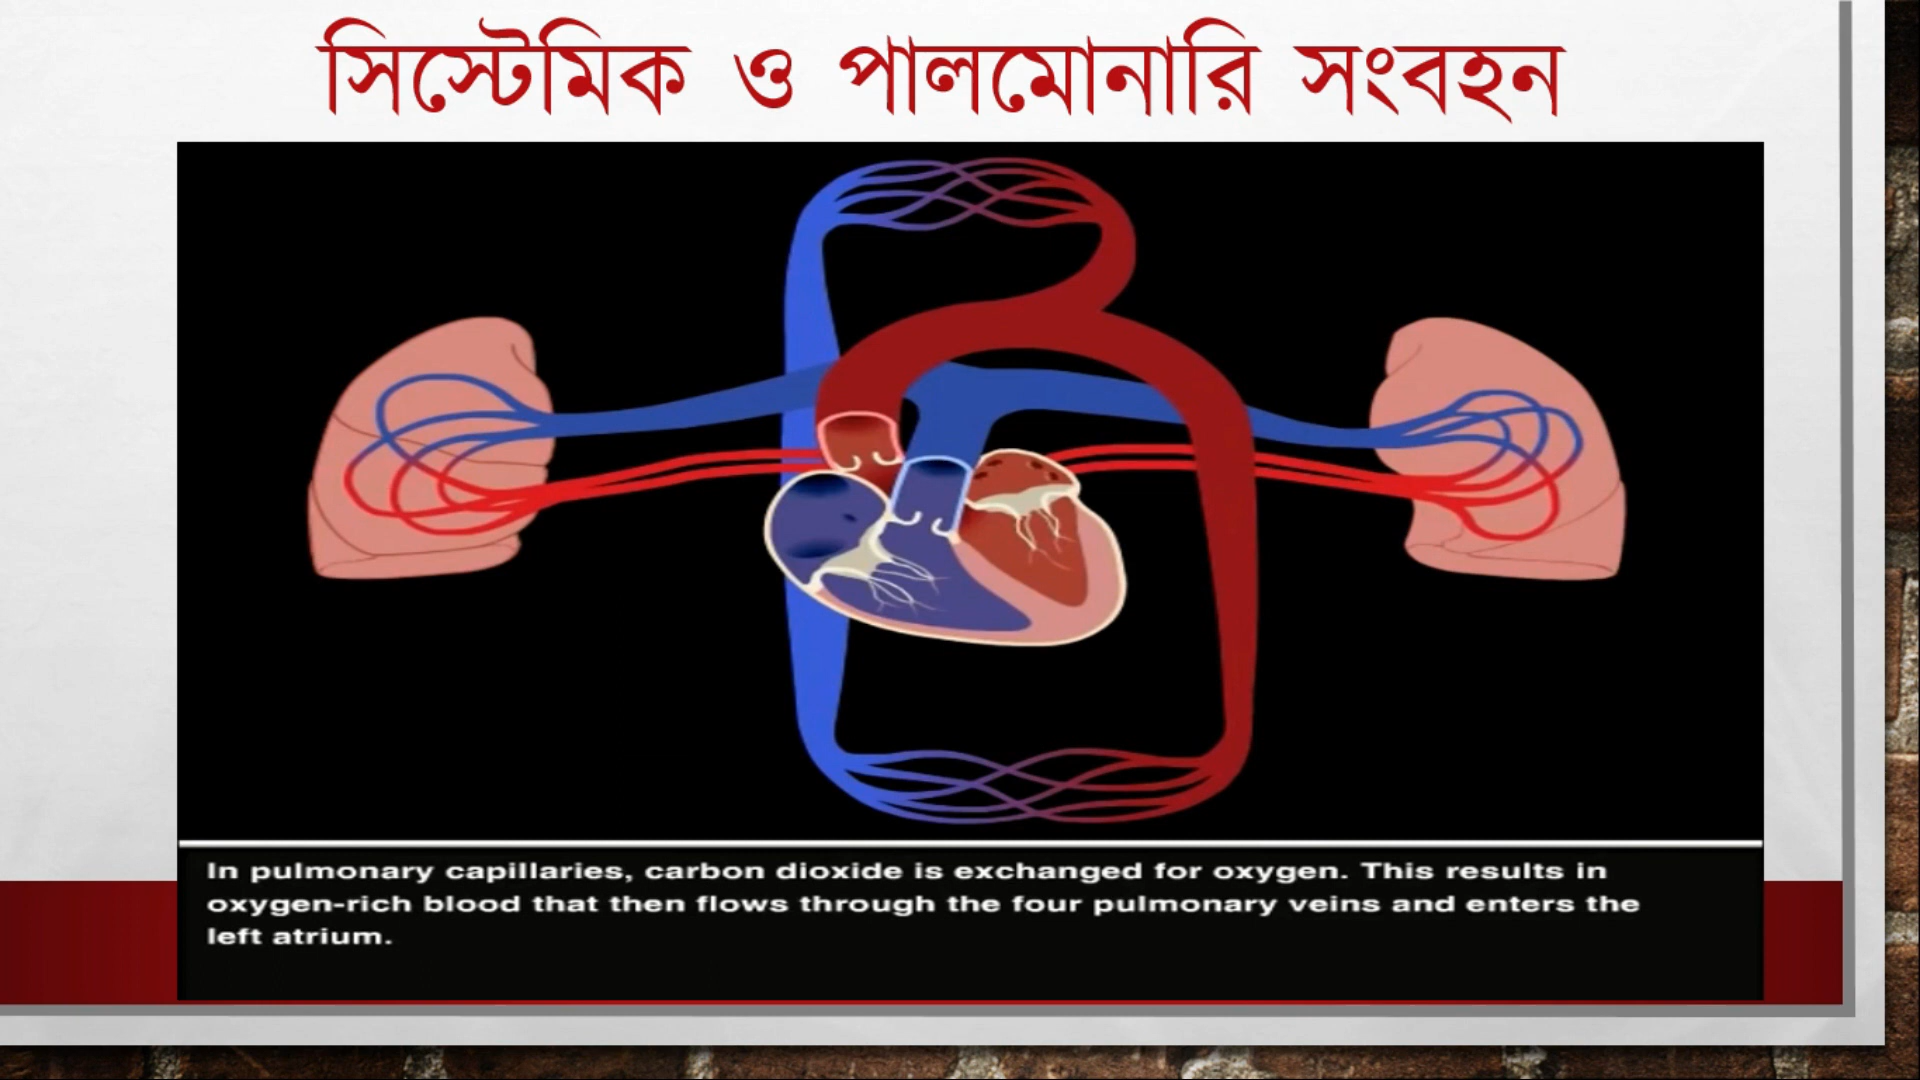 সিস্টেমিক ও পালমোনারি সংবহন
In pulmonary capillaries, carbon dioxide is exchanged for oxygen. This results in
oxygen-rich blood that then flows through the four pulmonary veins and enters the
left atrium.